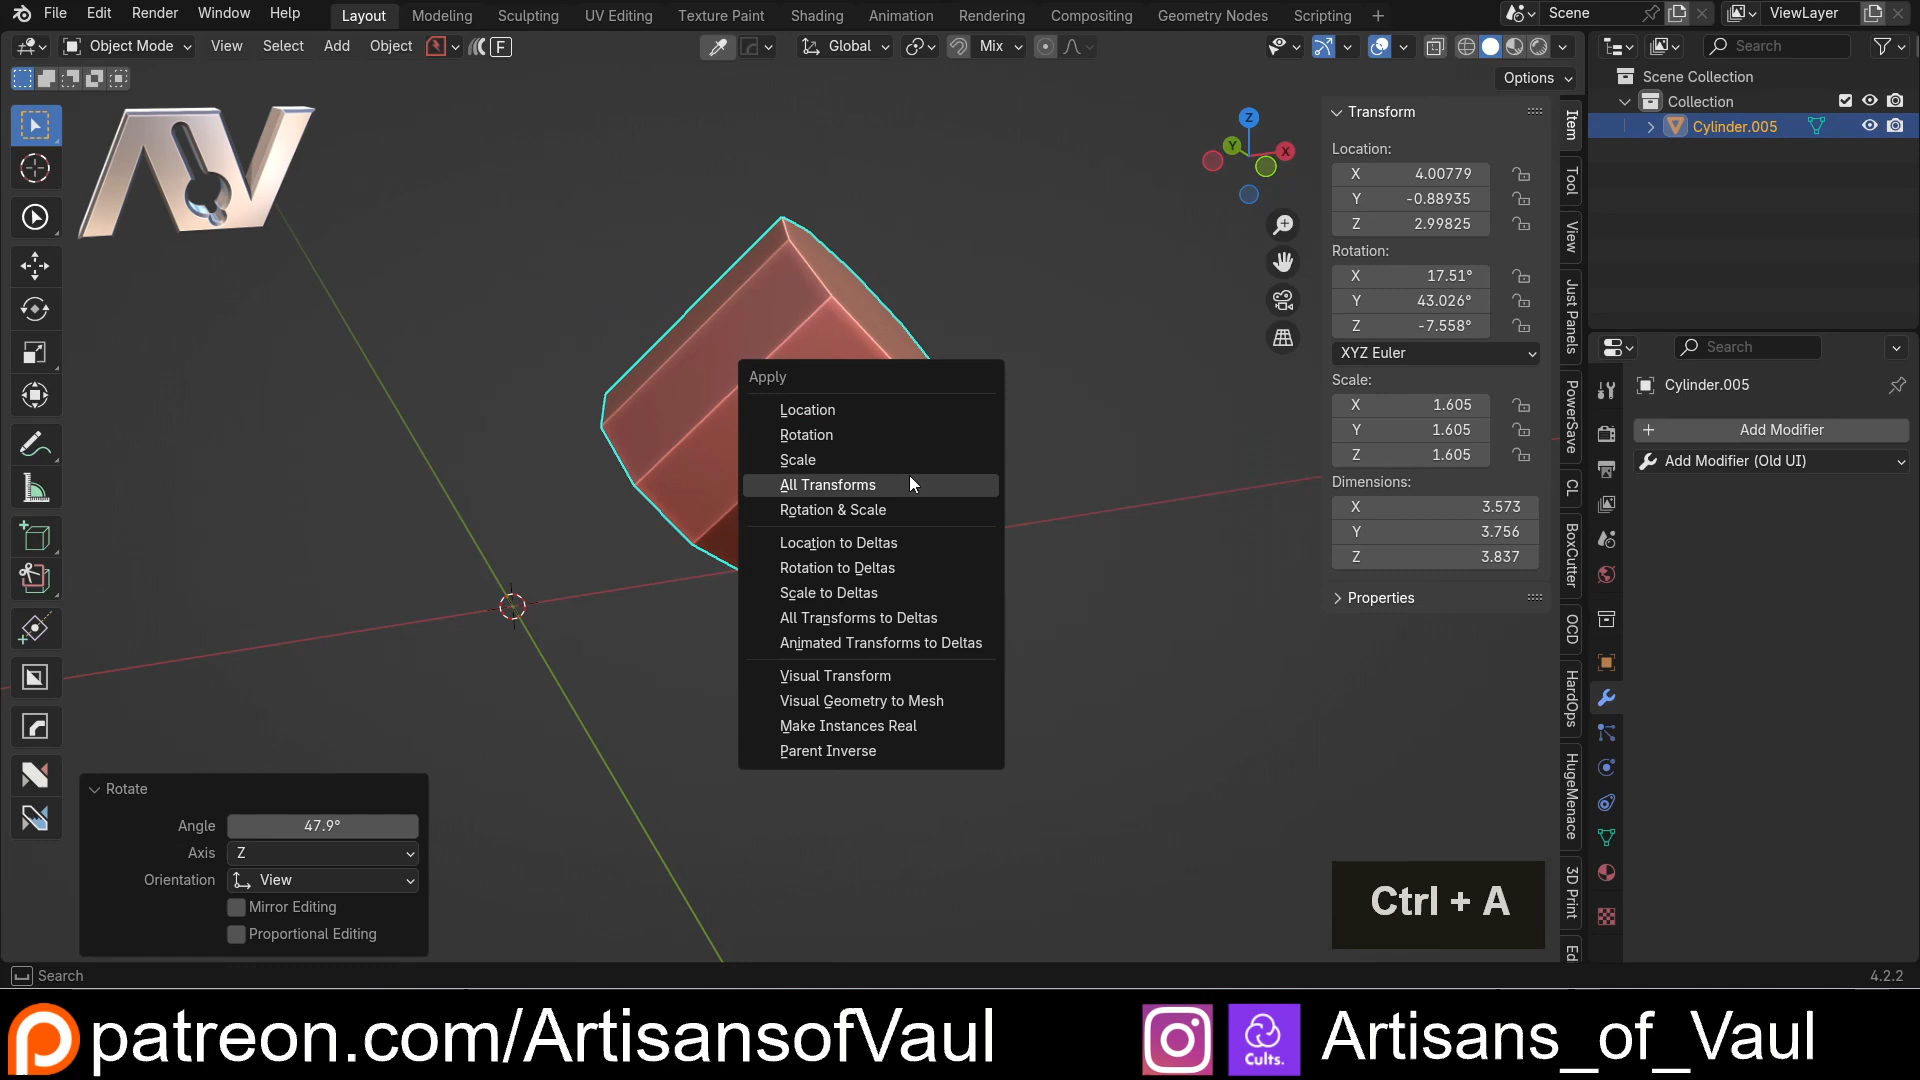 File Edit Render Window Help Layout Modeling Sculpting UV Editing Texture Paint Shading Animation Rendering Compositing Geometry Nodes Scripting + Scene ViewLayer
Object Mode View Select Add Object F Global Mix Search
Options
Scene Collection
Collection
Cylinder.005
AV
Z
Y
X
Transform
Location:
X 4.00779
Y -0.88935
Z 2.99825
Rotation:
X 17.51°
Y 43.026°
Z -7.558°
XYZ Euler
Scale:
X 1.605
Y 1.605
Z 1.605
Dimensions:
X 3.573
Y 3.756
Z 3.837
Properties
Item
Tool
View
Just Panels
PowerSave
CL
BoxCutter
OCD
HardOps
HugeMenace
3D Print
Ed
Search
Cylinder.005
+ Add Modifier
Add Modifier (Old UI)
Apply
Location
Rotation
Scale
All Transforms
Rotation & Scale
Location to Deltas
Rotation to Deltas
Scale to Deltas
All Transforms to Deltas
Animated Transforms to Deltas
Visual Transform
Visual Geometry to Mesh
Make Instances Real
Parent Inverse
Rotate
Angle 47.9°
Axis Z
Orientation View
Mirror Editing
Proportional Editing
Ctrl + A
Search
4.2.2
patreon.com/ArtisansofVaul
Cults.
Artisans_of_Vaul